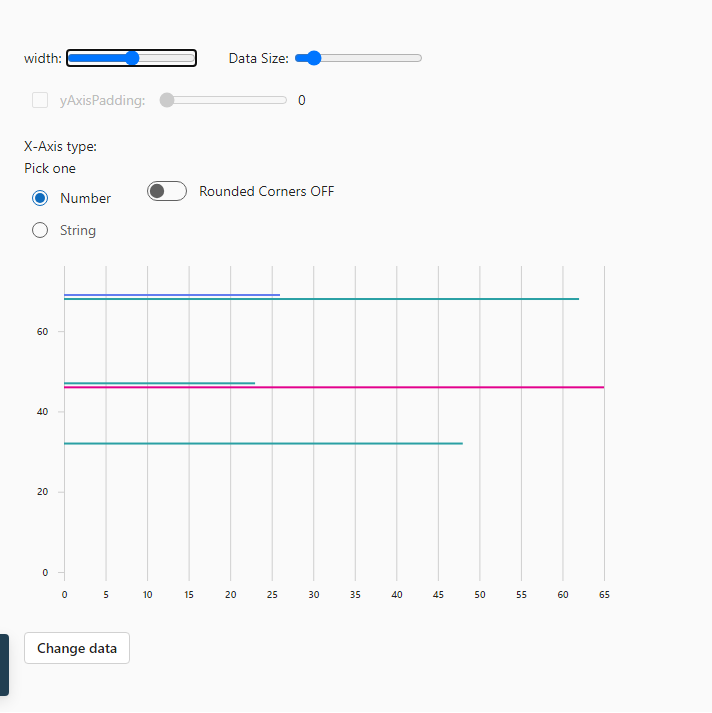 width: Data Size:
yAxisPadding: 0
X-Axis type:
Pick one
Number Rounded Corners OFF
String
60
40
20
0
0 5 10 15 20 25 30 35 40 45 50 55 60 65
Change data